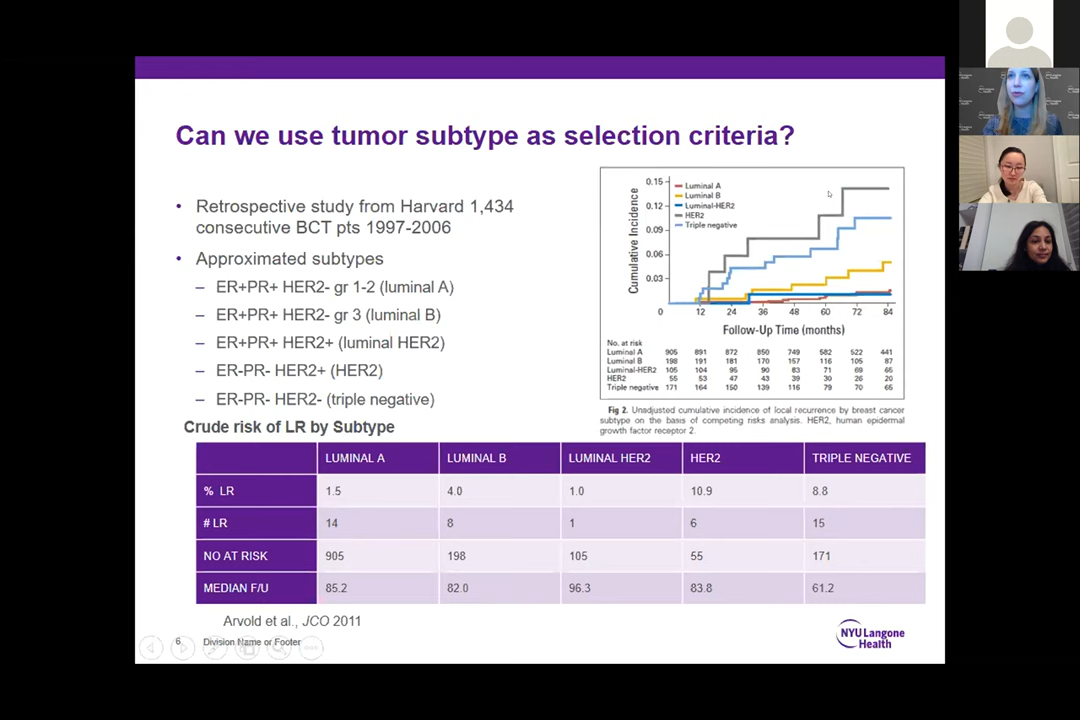 Can we use tumor subtype as selection criteria?
• Retrospective study from Harvard 1,434
consecutive BCT pts 1997-2006
• Approximated subtypes
– ER+PR+ HER2- gr 1-2 (luminal A)
– ER+PR+ HER2- gr 3 (luminal B)
– ER+PR+ HER2+ (luminal HER2)
– ER-PR- HER2+ (HER2)
– ER-PR- HER2- (triple negative)
Cumulative Incidence
0.15
0.12
0.09
0.06
0.03
Luminal A
Luminal B
Luminal-HER2
HER2
Triple negative
0 12 24 36 48 60 72 84
Follow-Up Time (months)
No. at risk
Luminal A 905 891 872 850 749 582 522 441
Luminal B 198 191 181 170 157 116 105 87
Luminal-HER2 105 104 95 90 83 71 69 65
HER2 55 53 47 43 39 30 26 20
Triple negative 171 164 150 139 116 79 70 65
Fig 2. Unadjusted cumulative incidence of local recurrence by breast cancer
subtype on the basis of competing risks analysis. HER2, human epidermal
growth factor receptor 2.
Crude risk of LR by Subtype
LUMINAL A LUMINAL B LUMINAL HER2 HER2 TRIPLE NEGATIVE
% LR 1.5 4.0 1.0 10.9 8.8
# LR 14 8 1 6 15
NO AT RISK 905 198 105 55 171
MEDIAN F/U 85.2 82.0 96.3 83.8 61.2
Arvold et al., JCO 2011
6 Division Name or Footer
NYU Langone
Health